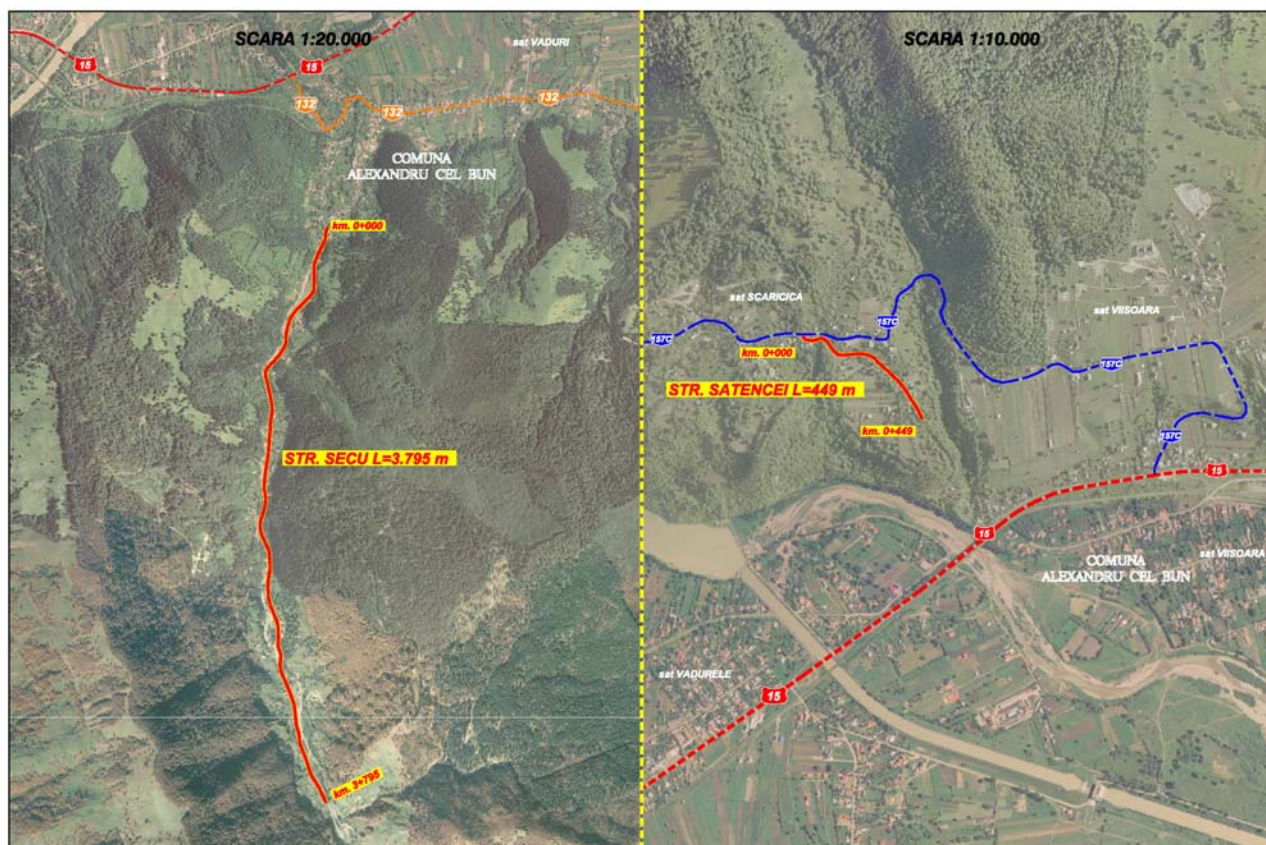 SCARA 1:20.000
sat VADURI
15
15
132
132
132
COMUNA
ALEXANDRU CEL BUN
km. 0+000
STR. SECU L=3.795 m
km. 3+795
SCARA 1:10.000
sat SCARICICA
sat VIISOARA
157C
157C
157C
157C
km. 0+000
STR. SATENCEI L=449 m
km. 0+449
15
15
COMUNA
ALEXANDRU CEL BUN
sat VIISOARA
sat VADURELE
15